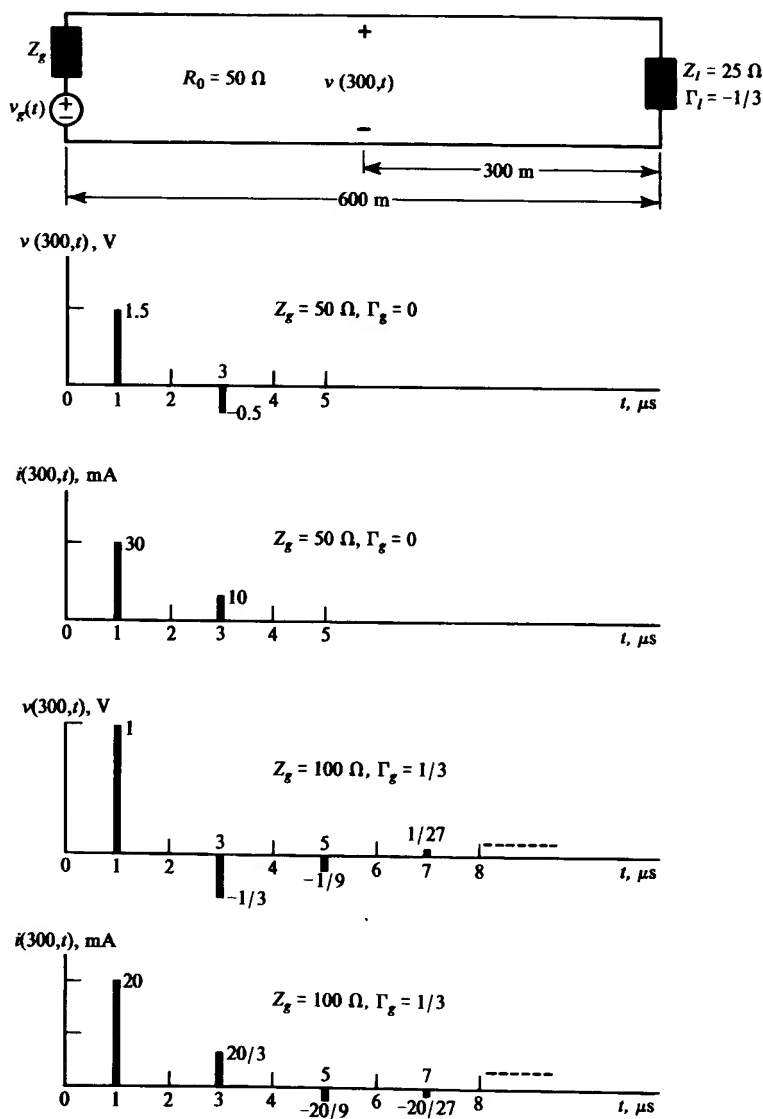 Z_g
R_0 = 50 Ω
v (300,t)
+
−
v_g(t)
+
−
Z_l = 25 Ω
Γ_l = −1/3
300 m
600 m
v (300,t) , V
1.5
Z_g = 50 Ω, Γ_g = 0
3
0 1 2 4 5 t, μs
−0.5
i(300,t), mA
30
Z_g = 50 Ω, Γ_g = 0
10
0 1 2 3 4 5 t, μs
v(300,t), V
1
Z_g = 100 Ω, Γ_g = 1/3
3 5 1/27
0 1 2 4 6 7 8 t, μs
−1/3
−1/9
i(300,t), mA
20
Z_g = 100 Ω, Γ_g = 1/3
20/3
5 7
0 1 2 3 4 6 8 t, μs
−20/9 −20/27